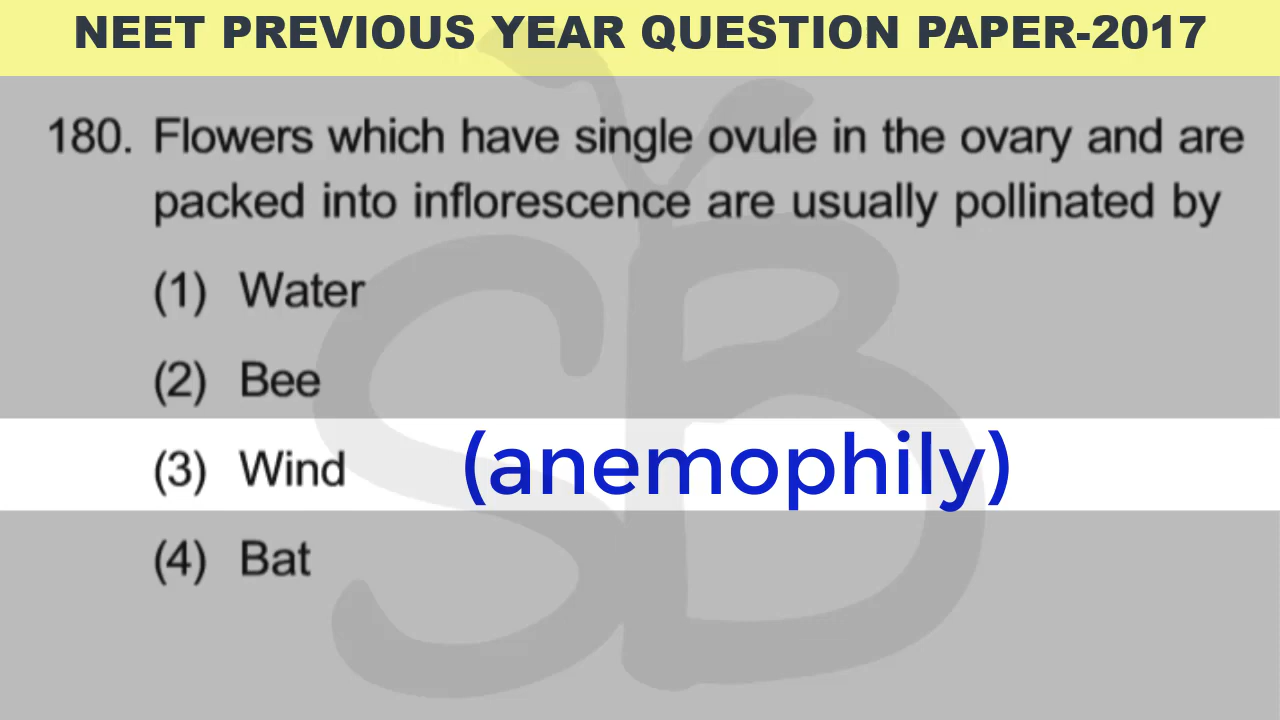 NEET PREVIOUS YEAR QUESTION PAPER-2017
180. Flowers which have single ovule in the ovary and are
packed into inflorescence are usually pollinated by
(1) Water
(2) Bee
(3) Wind (anemophily)
(4) Bat
SB